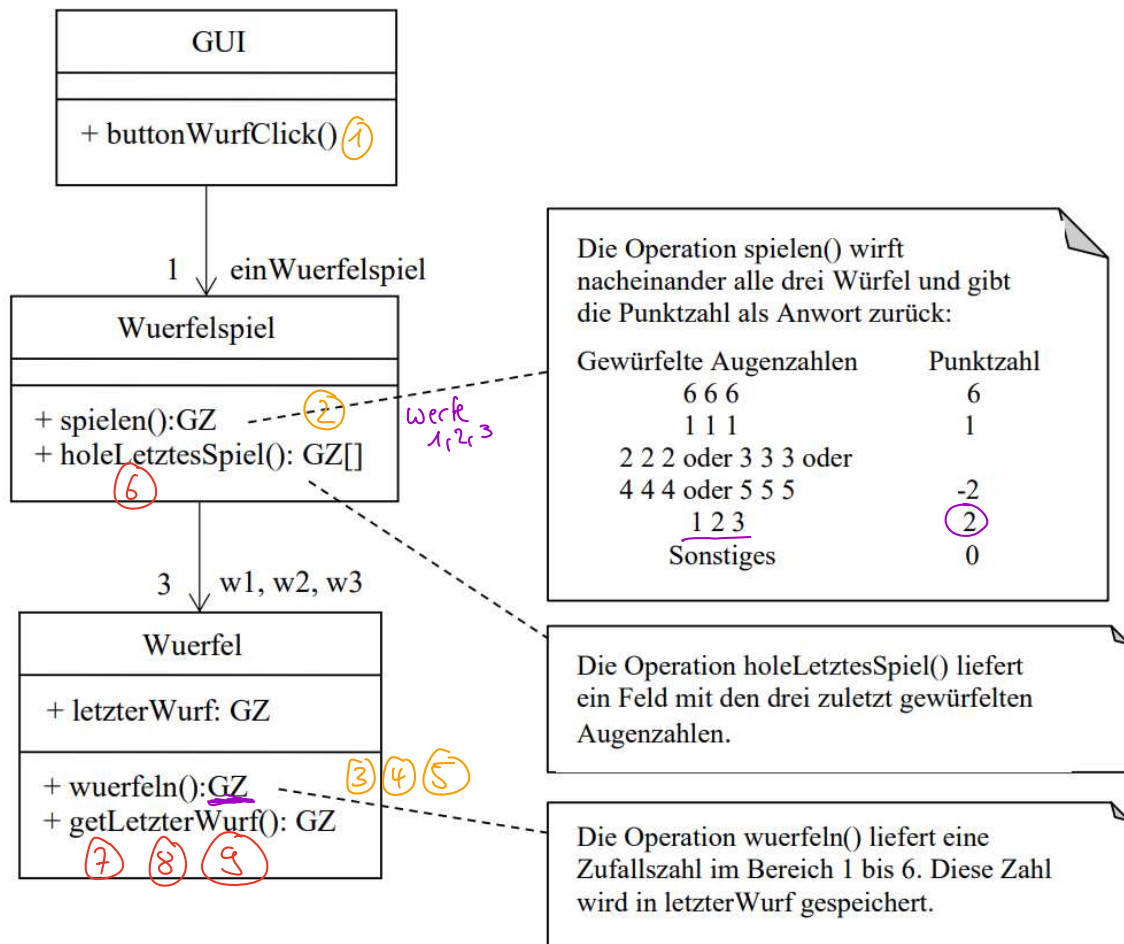 GUI
+ buttonWurfClick() 1
1 einWuerfelspiel
Wuerfelspiel
+ spielen():GZ 2
+ holeLetztesSpiel(): GZ[]
6
werfe
1, 2, 3
3 w1, w2, w3
Wuerfel
+ letzterWurf: GZ
+ wuerfeln():GZ 3 4 5
+ getLetzterWurf(): GZ
7 8 9
Die Operation spielen() wirft
nacheinander alle drei Würfel und gibt
die Punktzahl als Anwort zurück:
Gewürfelte Augenzahlen Punktzahl
6 6 6 6
1 1 1 1
2 2 2 oder 3 3 3 oder
4 4 4 oder 5 5 5 -2
1 2 3 2
Sonstiges 0
Die Operation holeLetztesSpiel() liefert
ein Feld mit den drei zuletzt gewürfelten
Augenzahlen.
Die Operation wuerfeln() liefert eine
Zufallszahl im Bereich 1 bis 6. Diese Zahl
wird in letzterWurf gespeichert.